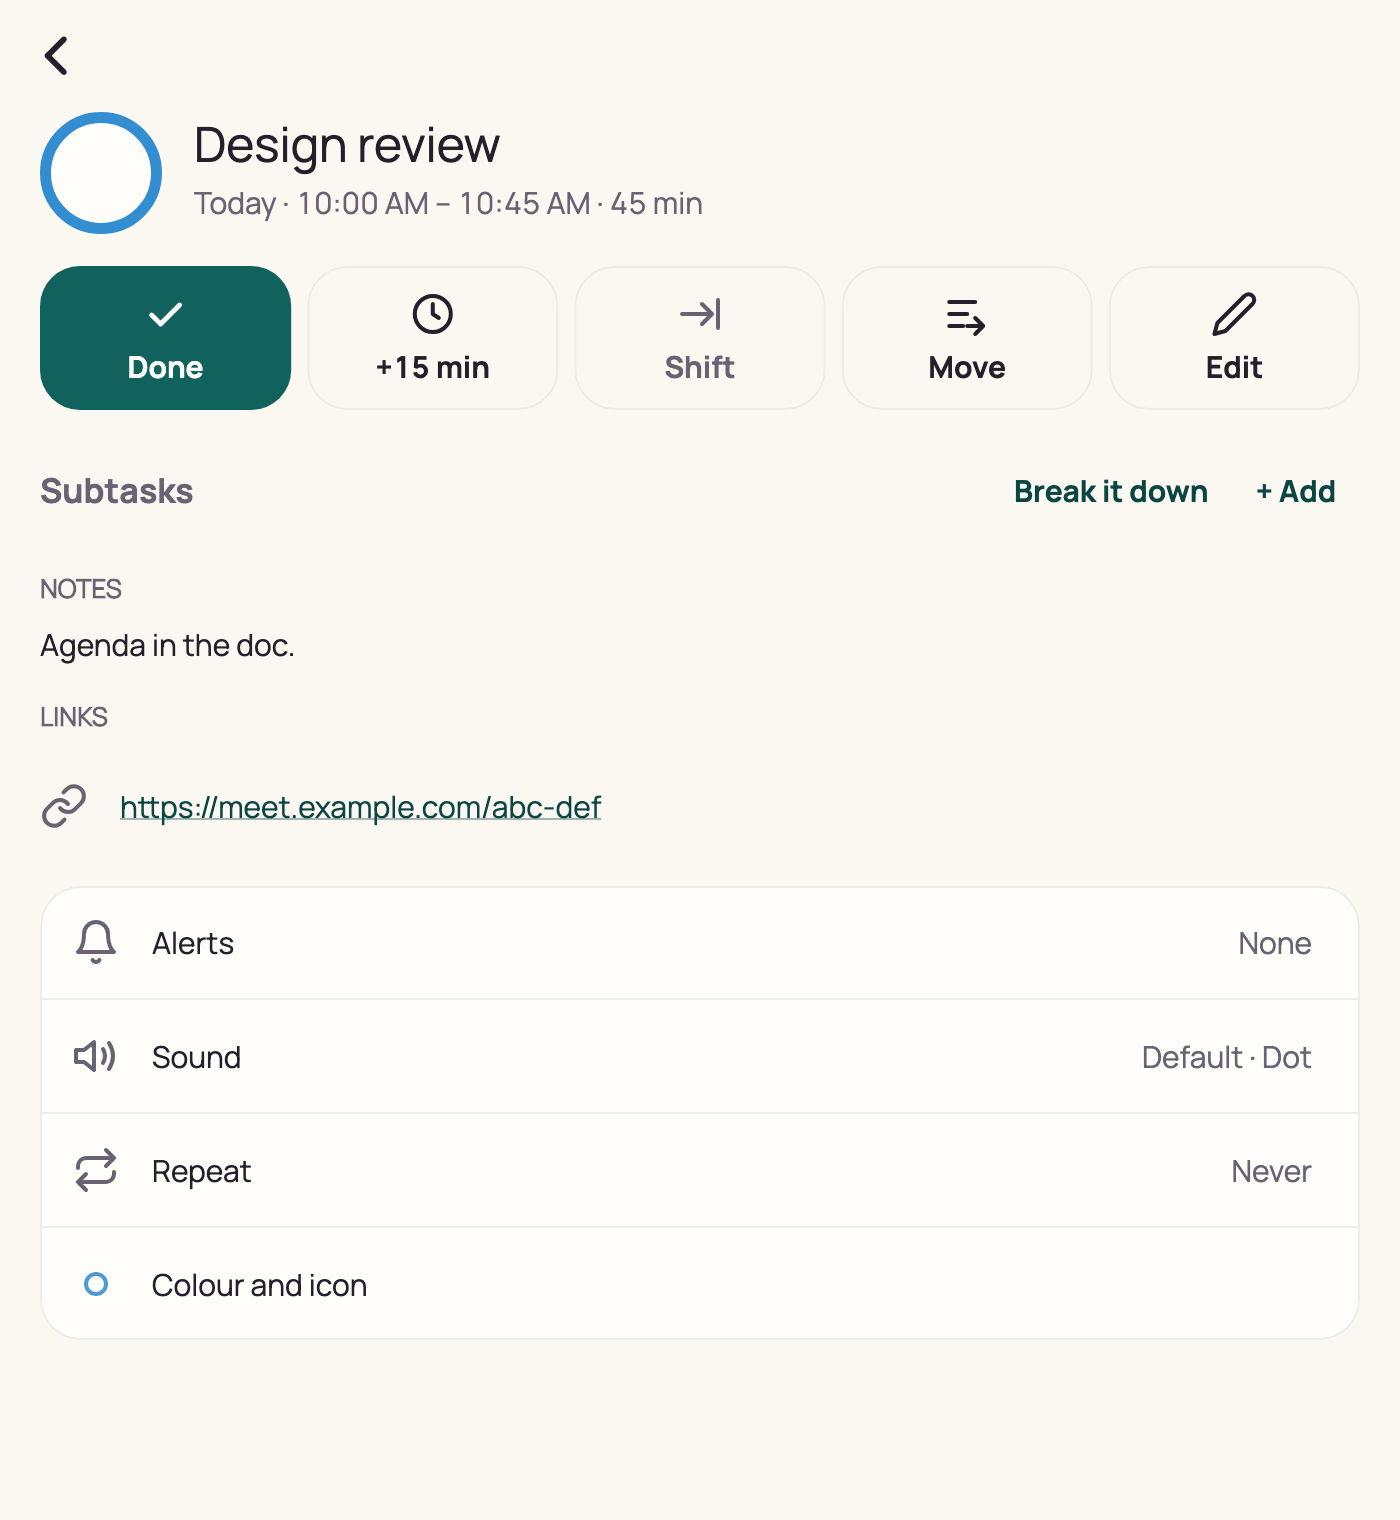 Design review
Today · 10:00 AM – 10:45 AM · 45 min
Done
+15 min
Shift
Move
Edit
Subtasks
Break it down
+ Add
NOTES
Agenda in the doc.
LINKS
https://meet.example.com/abc-def
Alerts
None
Sound
Default · Dot
Repeat
Never
Colour and icon